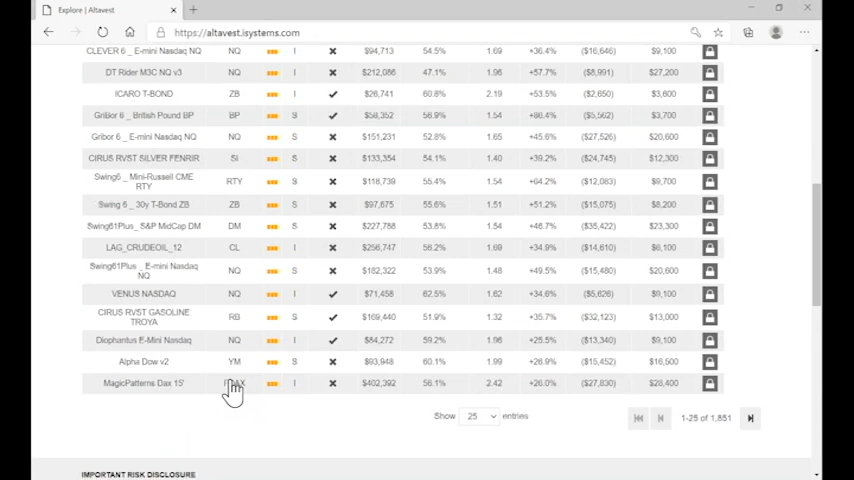 Explore | Altavest
https://altavest.isystems.com
CLEVER 6 _ E-mini Nasdaq NQ NQ I $94,713 54.5% 1.69 +36.4% ($16,646) $9,100
DT Rider M3C NQ v3 NQ I $212,086 47.1% 1.96 +57.7% ($8,991) $27,200
ICARO T-BOND ZB I $26,741 60.8% 2.19 +53.5% ($2,650) $3,600
Gribor 6 _ British Pound BP BP S $58,352 56.9% 1.54 +86.4% ($5,562) $3,700
Gribor 6 _ E-mini Nasdaq NQ NQ S $151,231 52.8% 1.65 +45.6% ($27,526) $20,600
CIRUS RVST SILVER FENRIR SI S $133,354 54.1% 1.40 +39.2% ($24,745) $12,300
Swing6 _ Mini-Russell CME
RTY RTY S $118,739 55.4% 1.54 +64.2% ($12,083) $9,700
Swing 6 _ 30y T-Bond ZB ZB S $97,675 55.6% 1.51 +51.2% ($15,075) $8,200
Swing61Plus_ S&P MidCap DM DM S $227,788 53.8% 1.54 +46.7% ($35,422) $23,300
LAG_CRUDEOIL_12 CL I $256,747 56.2% 1.69 +34.9% ($14,610) $6,100
Swing61Plus _ E-mini Nasdaq
NQ NQ S $182,322 53.9% 1.48 +49.5% ($15,480) $20,600
VENUS NASDAQ NQ I $71,458 62.5% 1.62 +34.6% ($5,626) $9,100
CIRUS RVST GASOLINE
TROYA RB S $169,440 51.9% 1.32 +35.7% ($32,123) $13,000
Diophantus E-Mini Nasdaq NQ I $84,272 59.2% 1.96 +25.5% ($13,340) $9,100
Alpha Dow v2 YM S $93,948 60.1% 1.99 +26.9% ($15,452) $16,500
MagicPatterns Dax 15' I $402,392 56.1% 2.42 +26.0% ($27,830) $28,400
Show 25 entries 1-25 of 1,851
IMPORTANT RISK DISCLOSURE